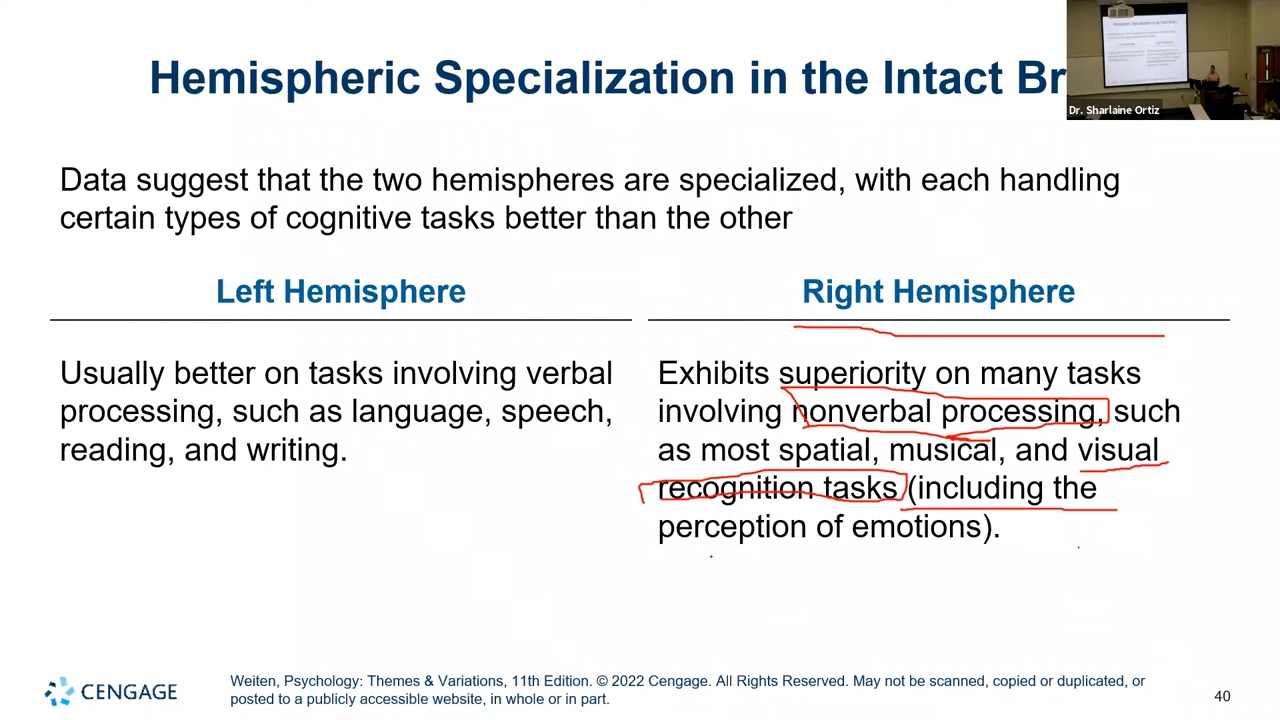 Hemispheric Specialization in the Intact Br
Dr. Sharlaine Ortiz
Data suggest that the two hemispheres are specialized, with each handling
certain types of cognitive tasks better than the other
Left Hemisphere
Usually better on tasks involving verbal
processing, such as language, speech,
reading, and writing.
Right Hemisphere
Exhibits superiority on many tasks
involving nonverbal processing, such
as most spatial, musical, and visual
recognition tasks (including the
perception of emotions).
CENGAGE
Weiten, Psychology: Themes & Variations, 11th Edition. © 2022 Cengage. All Rights Reserved. May not be scanned, copied or duplicated, or
posted to a publicly accessible website, in whole or in part.
40